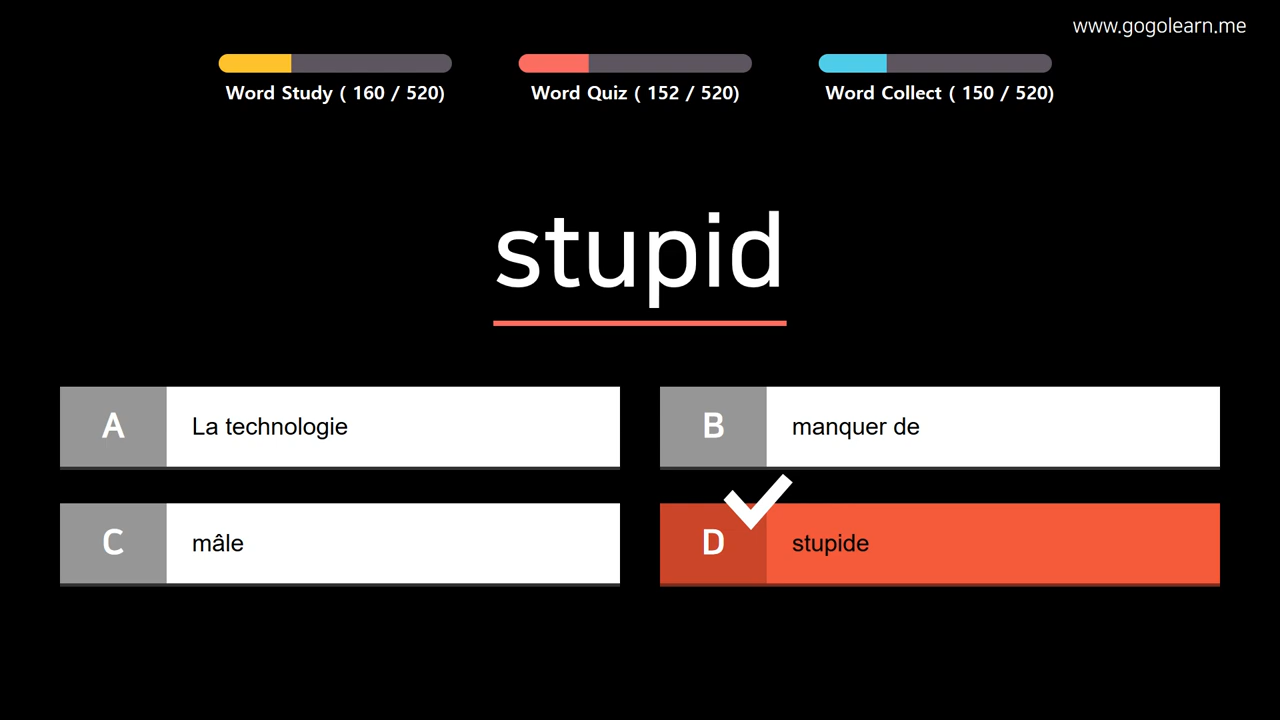 www.gogolearn.me
Word Study ( 160 / 520)
Word Quiz ( 152 / 520)
Word Collect ( 150 / 520)
stupid
A
La technologie
B
manquer de
C
mâle
D
stupide